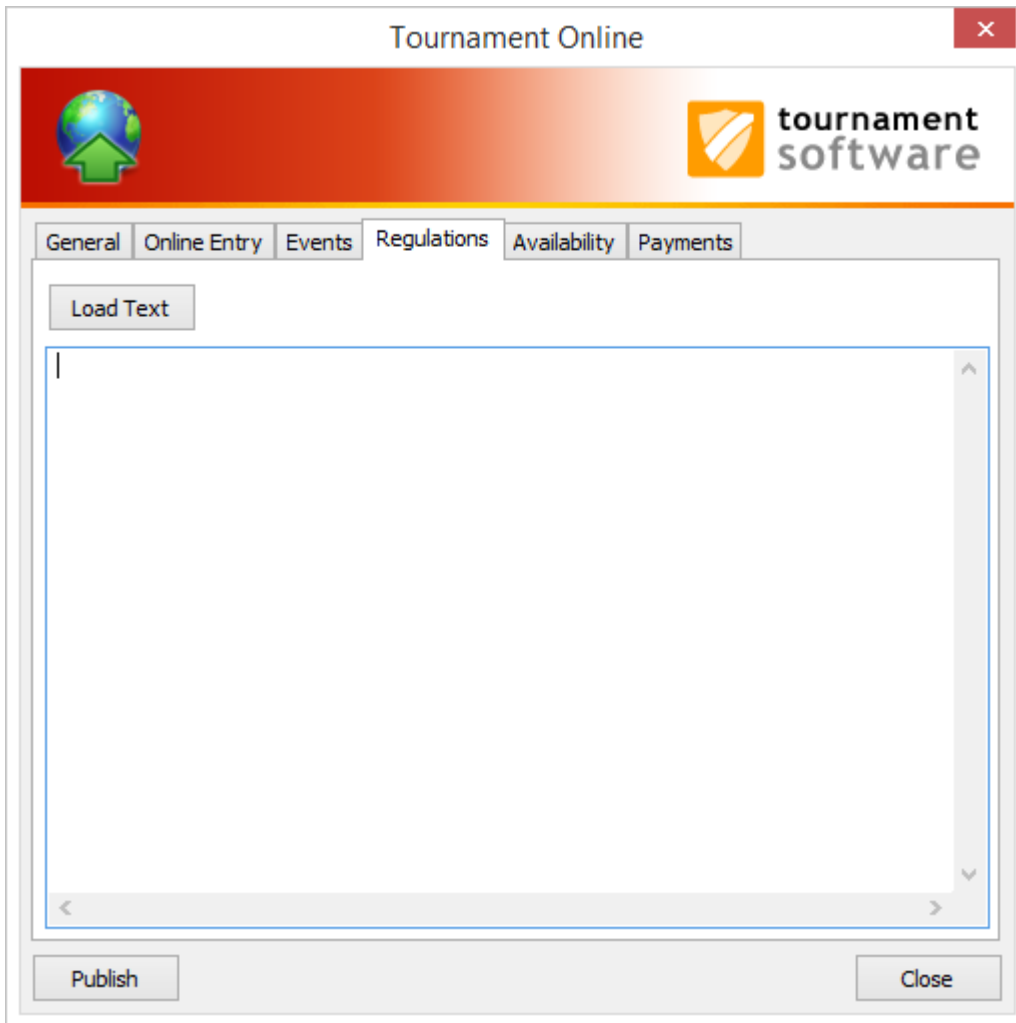 Tournament Online
tournament
software
General Online Entry Events Regulations Availability Payments
Load Text
Publish Close